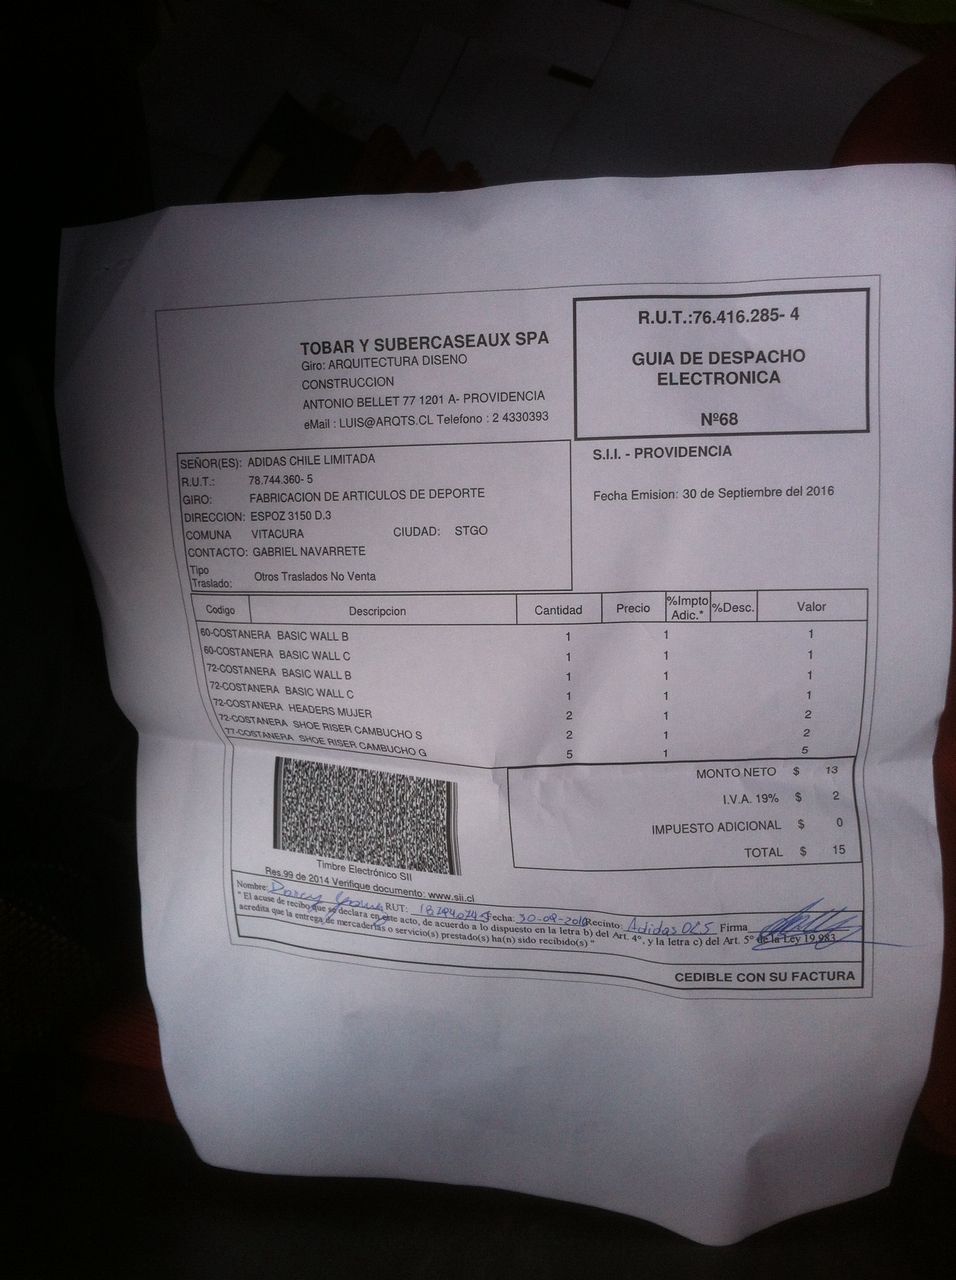 TOBAR Y SUBERCASEAUX SPA
Giro: ARQUITECTURA DISENO
CONSTRUCCION
ANTONIO BELLET 77 1201 A- PROVIDENCIA
eMail : LUIS@ARQTS.CL Telefono : 2 4330393
R.U.T.:76.416.285- 4
GUIA DE DESPACHO
ELECTRONICA
Nº68
S.I.I. - PROVIDENCIA
Fecha Emision: 30 de Septiembre del 2016
SEÑOR(ES): ADIDAS CHILE LIMITADA
R.U.T.: 78.744.360- 5
GIRO: FABRICACION DE ARTICULOS DE DEPORTE
DIRECCION: ESPOZ 3150 D.3
COMUNA VITACURA CIUDAD: STGO
CONTACTO: GABRIEL NAVARRETE
Tipo
Traslado: Otros Traslados No Venta
Codigo Descripcion Cantidad Precio %Impto Adic.* %Desc. Valor
60-COSTANERA BASIC WALL B 1 1 1
60-COSTANERA BASIC WALL C 1 1 1
72-COSTANERA BASIC WALL B 1 1 1
72-COSTANERA BASIC WALL C 1 1 1
72-COSTANERA HEADERS MUJER 2 1 2
72-COSTANERA SHOE RISER CAMBUCHO S 2 1 2
77-COSTANERA SHOE RISER CAMBUCHO G 5 1 5
MONTO NETO $ 13
I.V.A. 19% $ 2
IMPUESTO ADICIONAL $ 0
TOTAL $ 15
Timbre Electrónico SII
Res.99 de 2014 Verifique documento: www.sii.cl
Nombre: Darcy RUT: Fecha: 30-09-2016 Recinto: Adidas OCS Firma
" El acuse de recibo que se declara en este acto, de acuerdo a lo dispuesto en la letra b) del Art. 4º, y la letra c) del Art. 5º de la Ley 19.983
acredita que la entrega de mercaderías o servicio(s) prestado(s) ha(n) sido recibido(s) "
CEDIBLE CON SU FACTURA